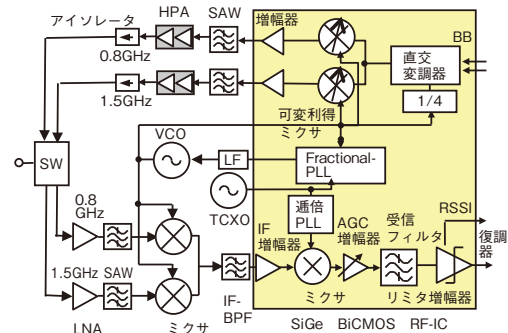 アイソレータ
HPA
SAW
増幅器
0.8GHz
1.5GHz
BB
直交
変調器
1/4
可変利得
ミクサ
VCO
LF
Fractional-
PLL
SW
TCXO
逓倍
PLL
0.8
GHz
IF
増幅器
AGC
増幅器
受信
フィルタ
RSSI
復調器
1.5GHz SAW
LNA
ミクサ
IF-
BPF
ミクサ
リミタ増幅器
SiGe BiCMOS RF-IC